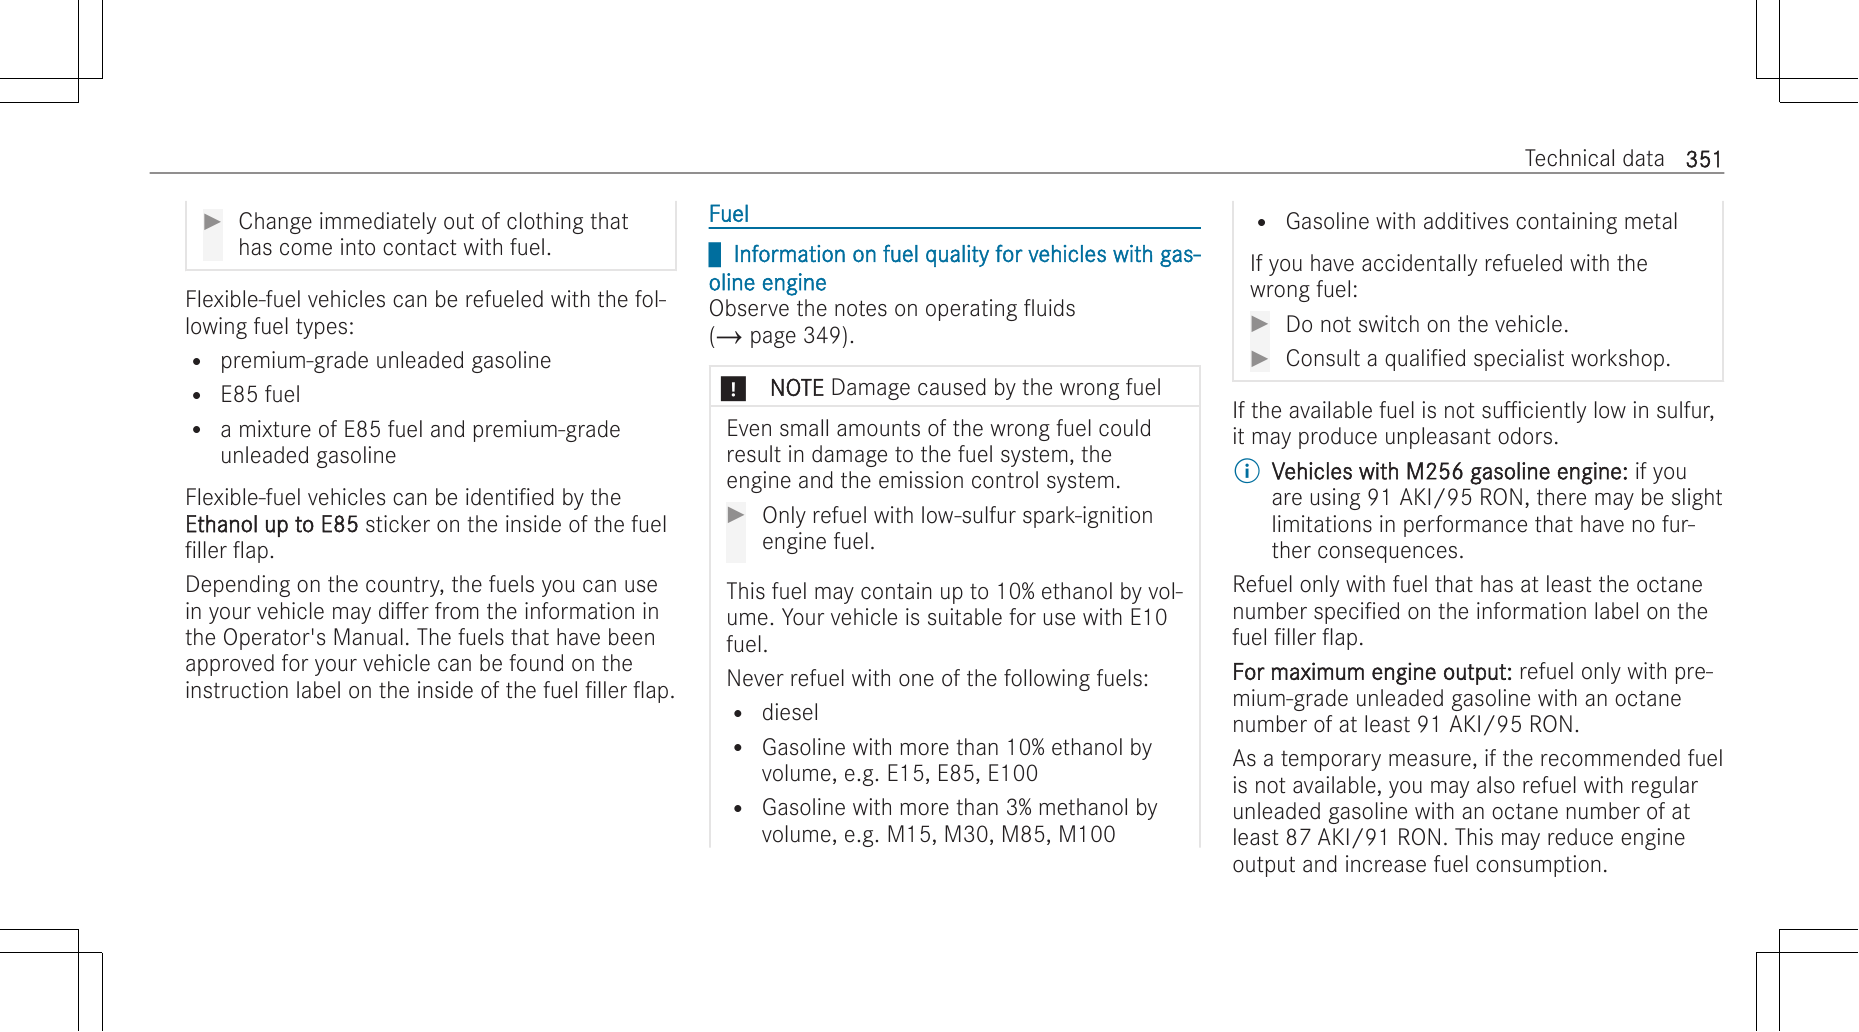 Technical data 351
Change immediately out of clothing that
has come into contact with fuel.
Flexible-fuel vehicles can be refueled with the fol-
lowing fuel types:
• premium-grade unleaded gasoline
• E85 fuel
• a mixture of E85 fuel and premium-grade
unleaded gasoline
Flexible-fuel vehicles can be identified by the
Ethanol up to E85 sticker on the inside of the fuel
filler flap.
Depending on the country, the fuels you can use
in your vehicle may differ from the information in
the Operator's Manual. The fuels that have been
approved for your vehicle can be found on the
instruction label on the inside of the fuel filler flap.
Fuel
Information on fuel quality for vehicles with gas-
oline engine
Observe the notes on operating fluids
(→ page 349).
! NOTE Damage caused by the wrong fuel
Even small amounts of the wrong fuel could
result in damage to the fuel system, the
engine and the emission control system.
Only refuel with low-sulfur spark-ignition
engine fuel.
This fuel may contain up to 10% ethanol by vol-
ume. Your vehicle is suitable for use with E10
fuel.
Never refuel with one of the following fuels:
• diesel
• Gasoline with more than 10% ethanol by
volume, e.g. E15, E85, E100
• Gasoline with more than 3% methanol by
volume, e.g. M15, M30, M85, M100
• Gasoline with additives containing metal
If you have accidentally refueled with the
wrong fuel:
Do not switch on the vehicle.
Consult a qualified specialist workshop.
If the available fuel is not sufficiently low in sulfur,
it may produce unpleasant odors.
i Vehicles with M256 gasoline engine: if you
are using 91 AKI/95 RON, there may be slight
limitations in performance that have no fur-
ther consequences.
Refuel only with fuel that has at least the octane
number specified on the information label on the
fuel filler flap.
For maximum engine output: refuel only with pre-
mium-grade unleaded gasoline with an octane
number of at least 91 AKI/95 RON.
As a temporary measure, if the recommended fuel
is not available, you may also refuel with regular
unleaded gasoline with an octane number of at
least 87 AKI/91 RON. This may reduce engine
output and increase fuel consumption.